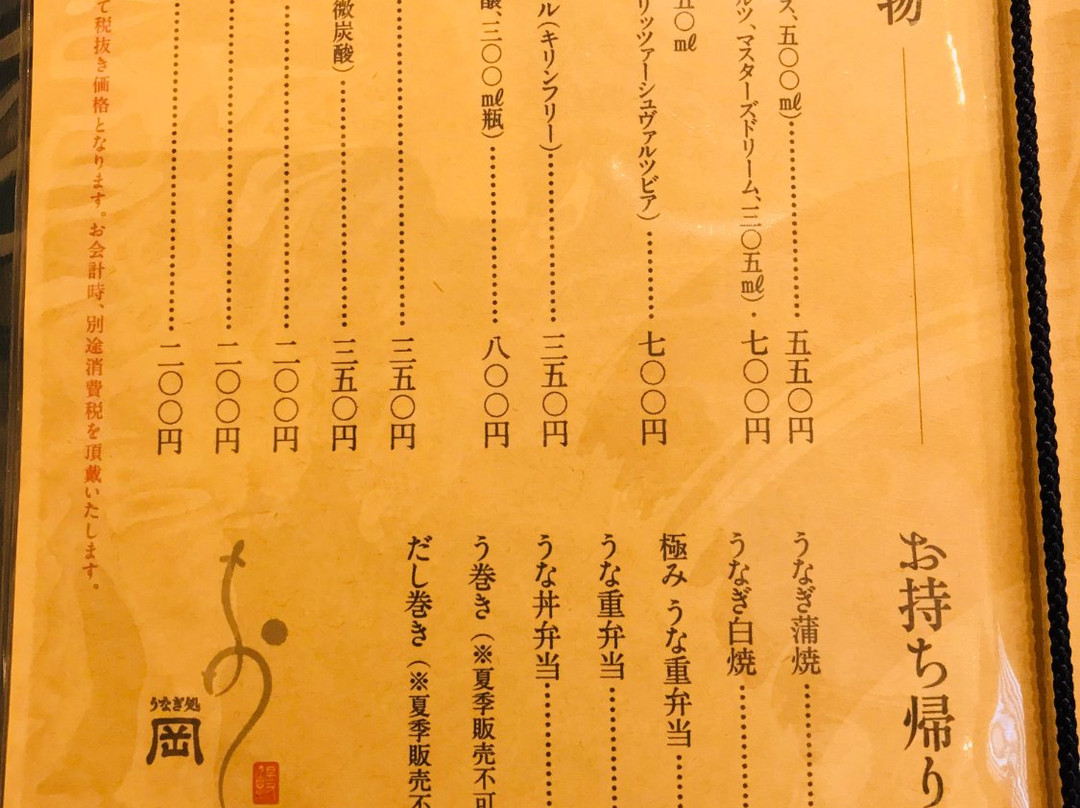 物
ス、五〇〇㎖)・・・・・・・・・・・・五五〇円
ルツ、マスターズドリーム、三〇五㎖)・七〇〇円
五〇㎖
リッツァーシュヴァルツビア)・・・・・・七〇〇円
ル(キリンフリー)・・・・・・・・・・・・三五〇円
醸、三〇〇㎖瓶)・・・・・・・・・・・・八〇〇円
・・・・・・・・・・・・三五〇円
微炭酸)・・・・・・・・・・・・三五〇円
・・・・・・・・・・・・二〇〇円
・・・・・・・・・・・・二〇〇円
・・・・・・・・・・・・二〇〇円
て税抜き価格となります。お会計時、別途消費税を頂戴いたします。
お持ち帰り
うなぎ蒲焼・・・・・・
うなぎ白焼・・・・・・
極み うな重弁当・・・
うな重弁当・・・・・・
うな丼弁当・・・・・・
う巻き(※夏季販売不可
だし巻き(※夏季販売不
うなぎ処
岡